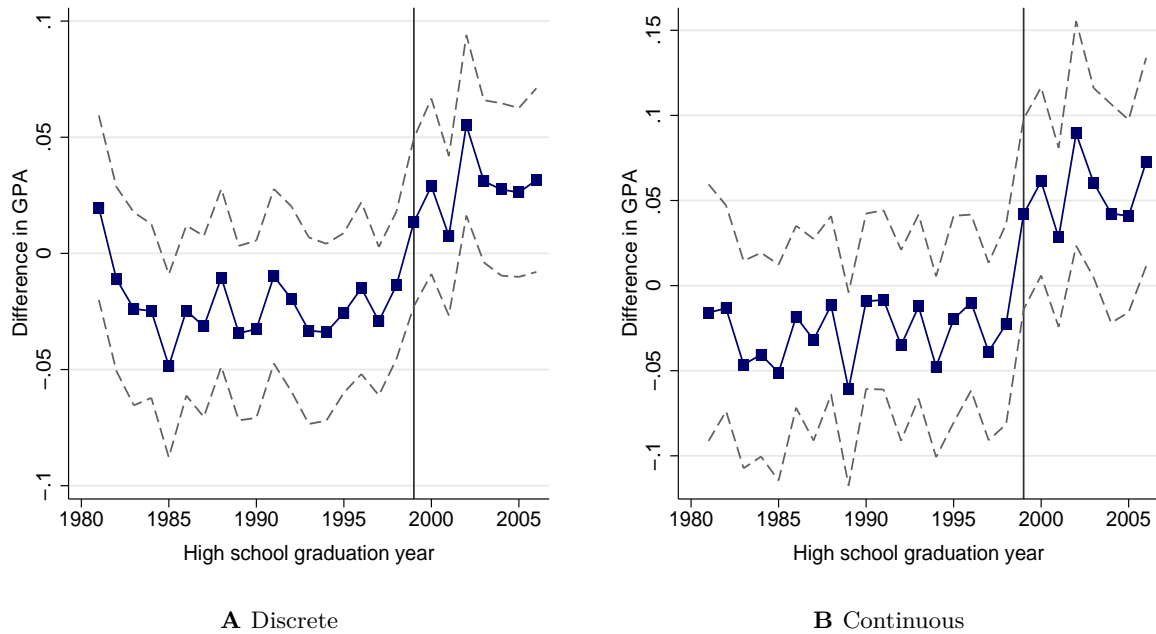 .1
.05
0
−.05
−.1
Difference in GPA
1980 1985 1990 1995 2000 2005
High school graduation year
A Discrete
.15
.1
.05
0
−.05
−.1
Difference in GPA
1980 1985 1990 1995 2000 2005
High school graduation year
B Continuous